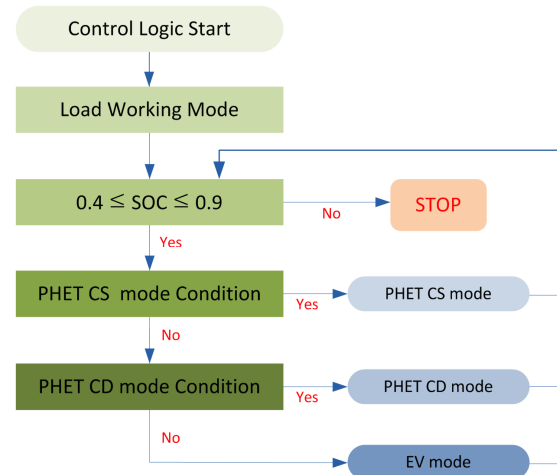 Control Logic Start
Load Working Mode
0.4 ≦ SOC ≦ 0.9
No
STOP
Yes
PHET CS mode Condition
Yes
PHET CS mode
No
PHET CD mode Condition
Yes
PHET CD mode
No
EV mode